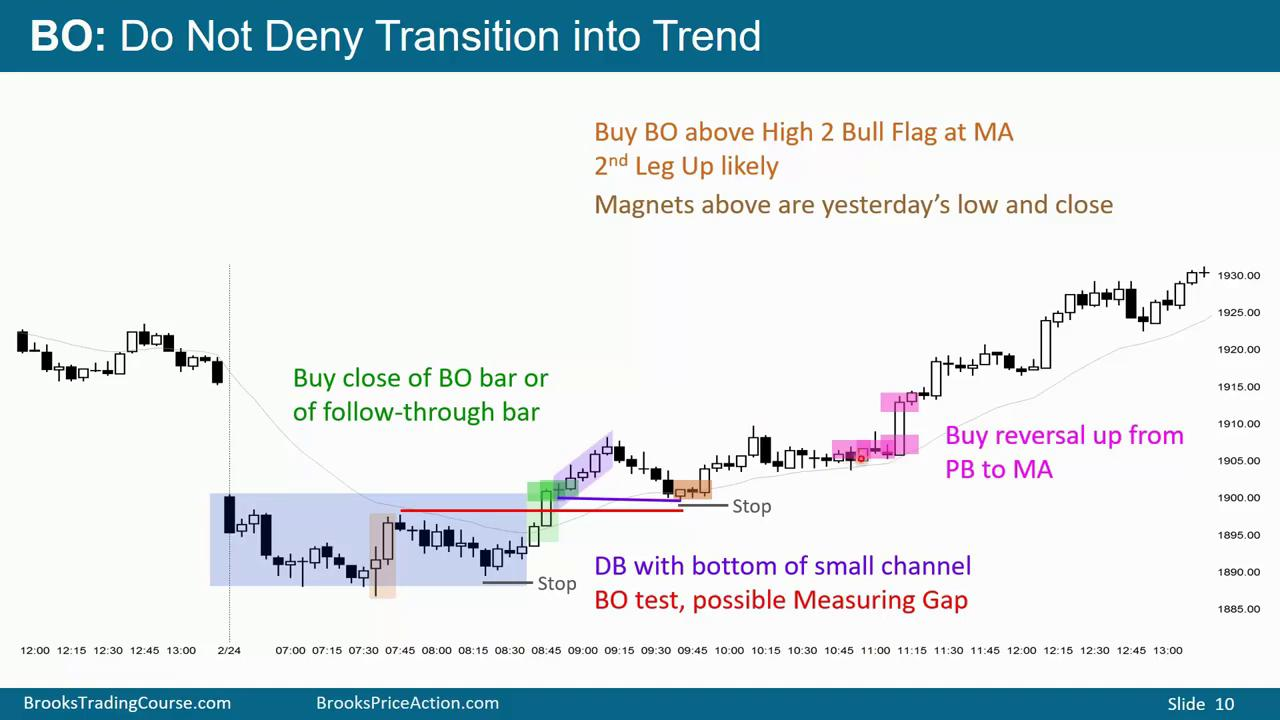 BO: Do Not Deny Transition into Trend
Buy BO above High 2 Bull Flag at MA
2nd Leg Up likely
Magnets above are yesterday's low and close
Buy close of BO bar or
of follow-through bar
Buy reversal up from
PB to MA
Stop
Stop
DB with bottom of small channel
BO test, possible Measuring Gap
1930.00
1925.00
1920.00
1915.00
1910.00
1905.00
1900.00
1895.00
1890.00
1885.00
12:00 12:15 12:30 12:45 13:00 2/24 07:00 07:15 07:30 07:45 08:00 08:15 08:30 08:45 09:00 09:15 09:30 09:45 10:00 10:15 10:30 10:45 11:00 11:15 11:30 11:45 12:00 12:15 12:30 12:45 13:00
BrooksTradingCourse.com BrooksPriceAction.com Slide 10